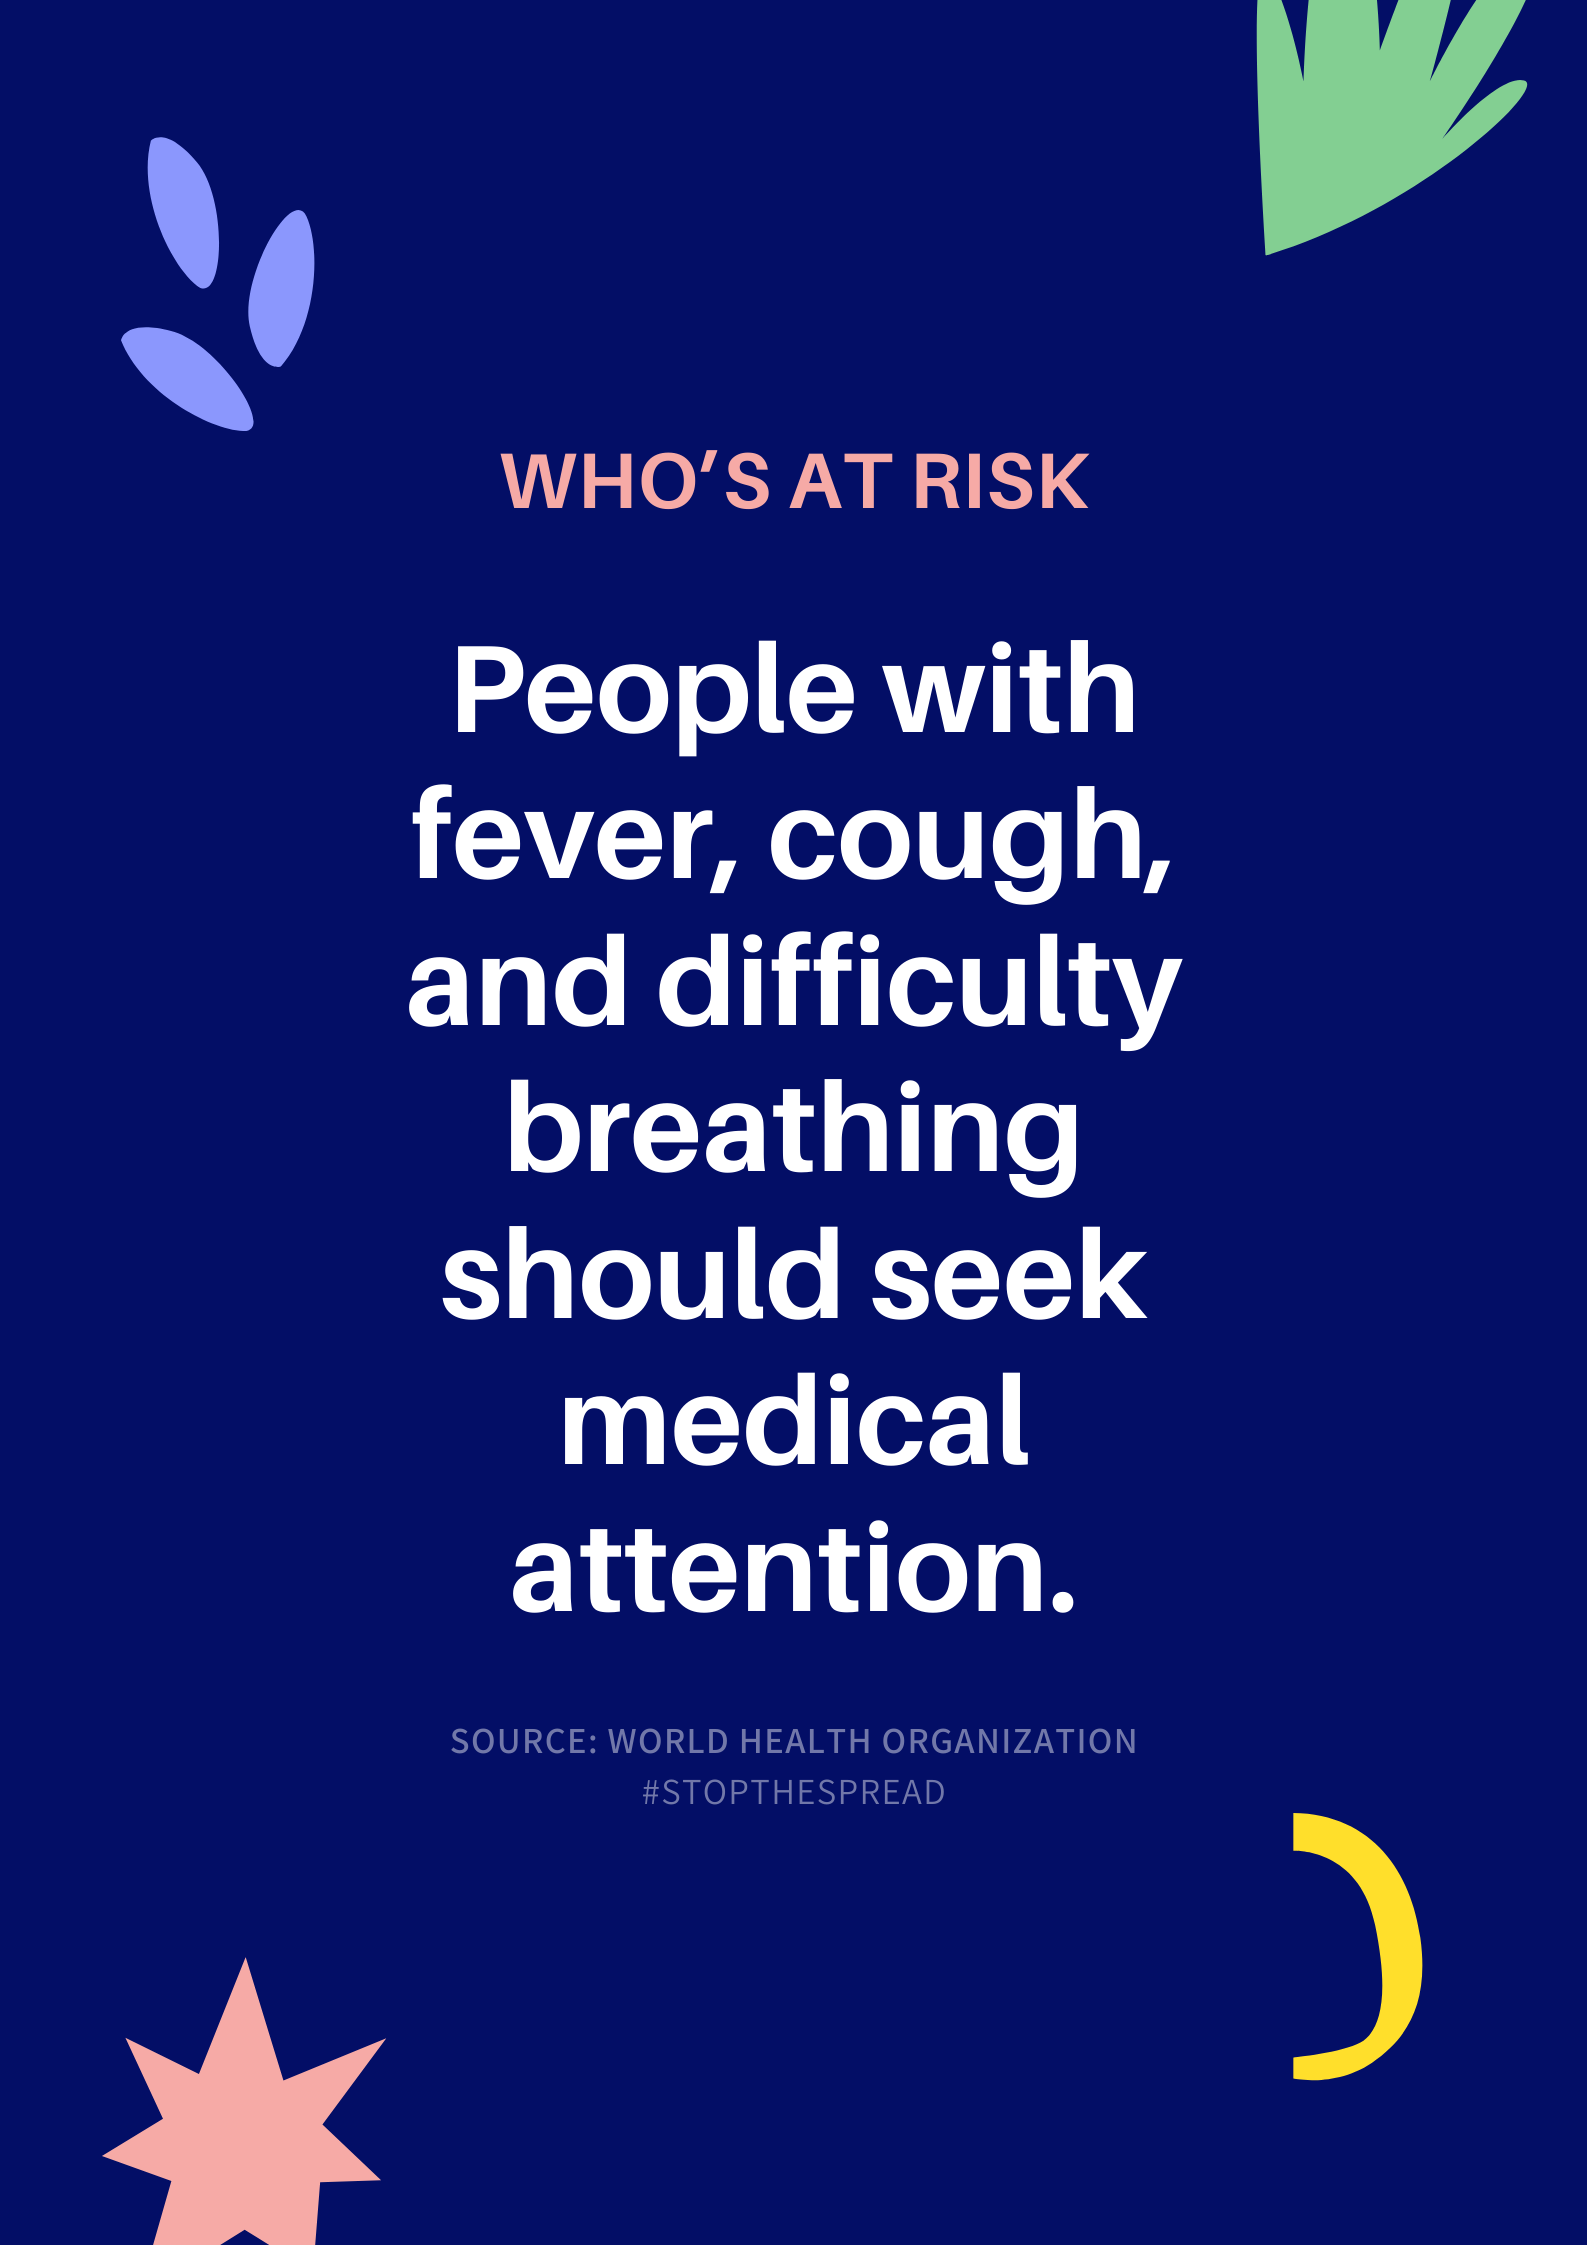 WHO’S AT RISK
People with
fever, cough,
and difficulty
breathing
should seek
medical
attention.
SOURCE: WORLD HEALTH ORGANIZATION
#STOPTHESPREAD